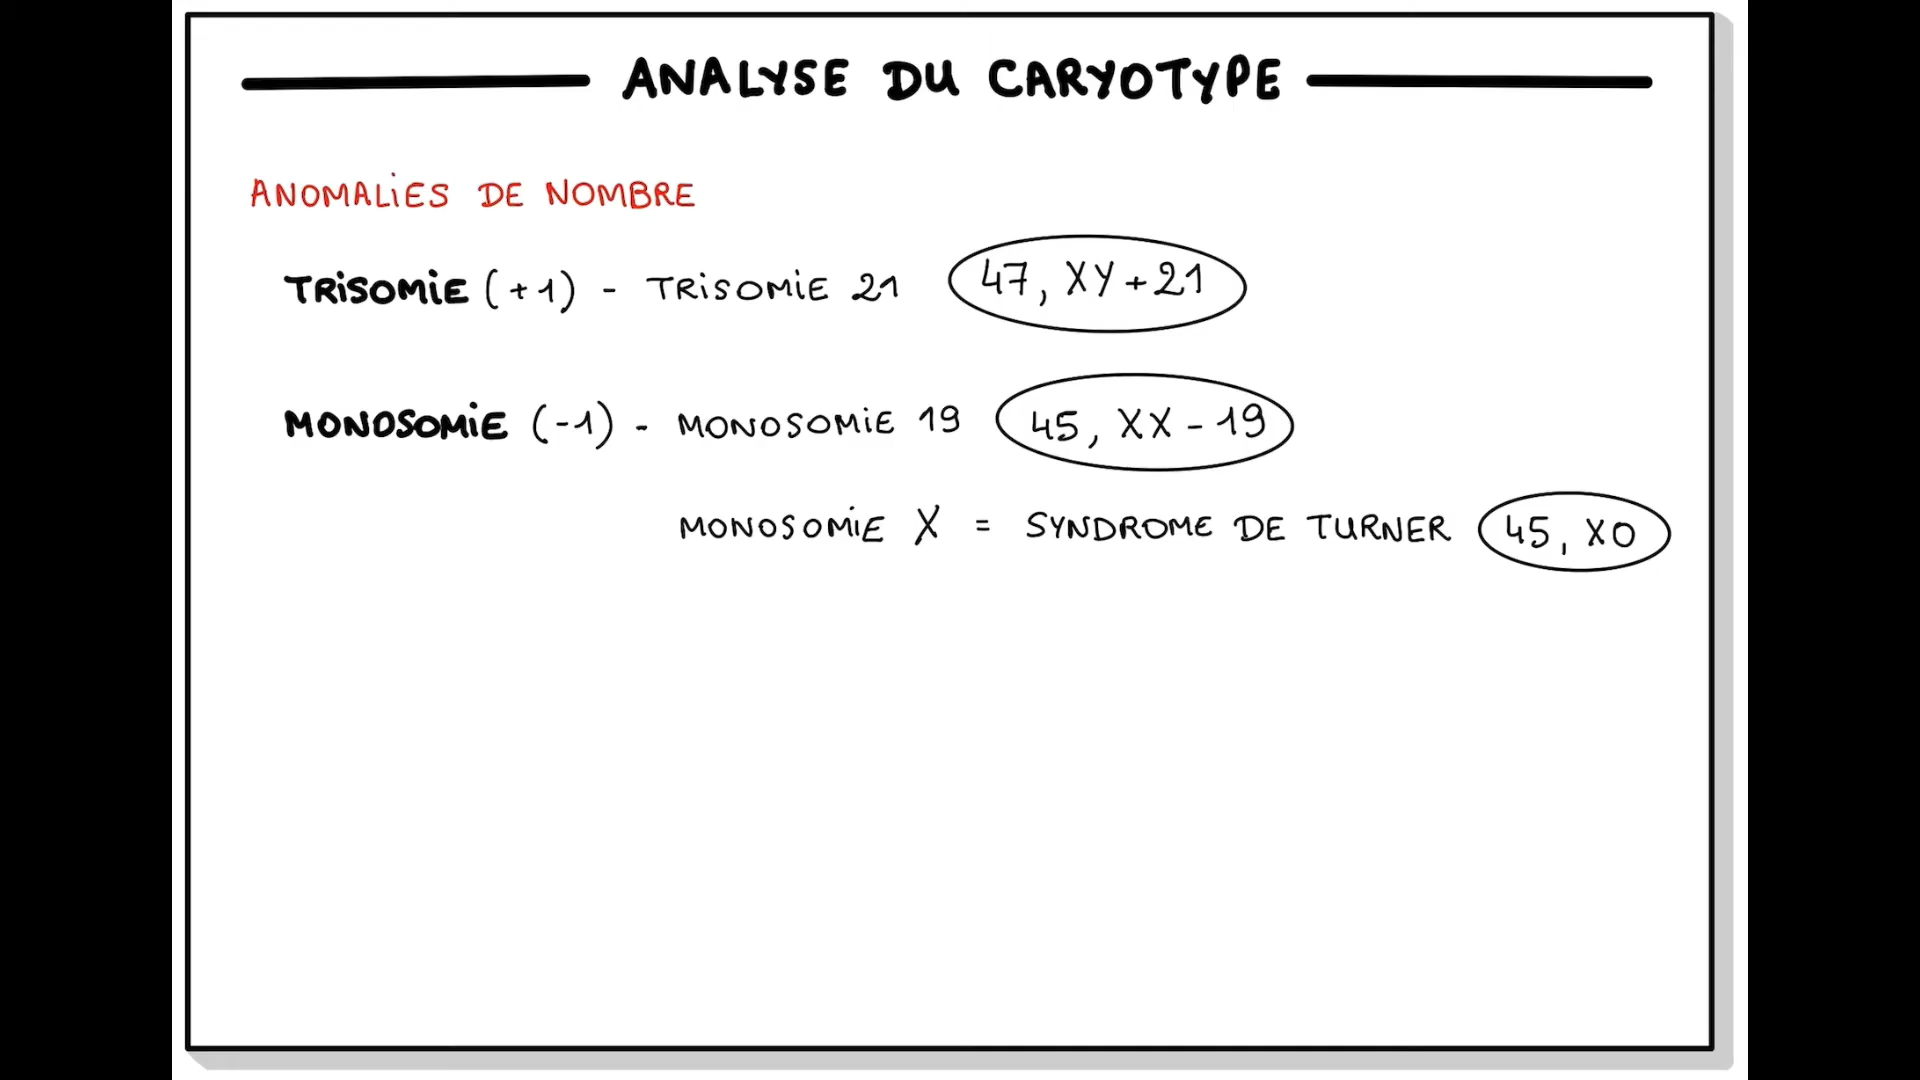 ANALYSE DU CARYOTYPE
ANOMALiES DE NOMBRE
TRiSOMiE (+1) - TRiSOMiE 21 47, XY+21
MONOSOMiE (-1) - MONOSOMiE 19 45, XX-19
MONOSOMiE X = SYNDROME DE TURNER 45, XO